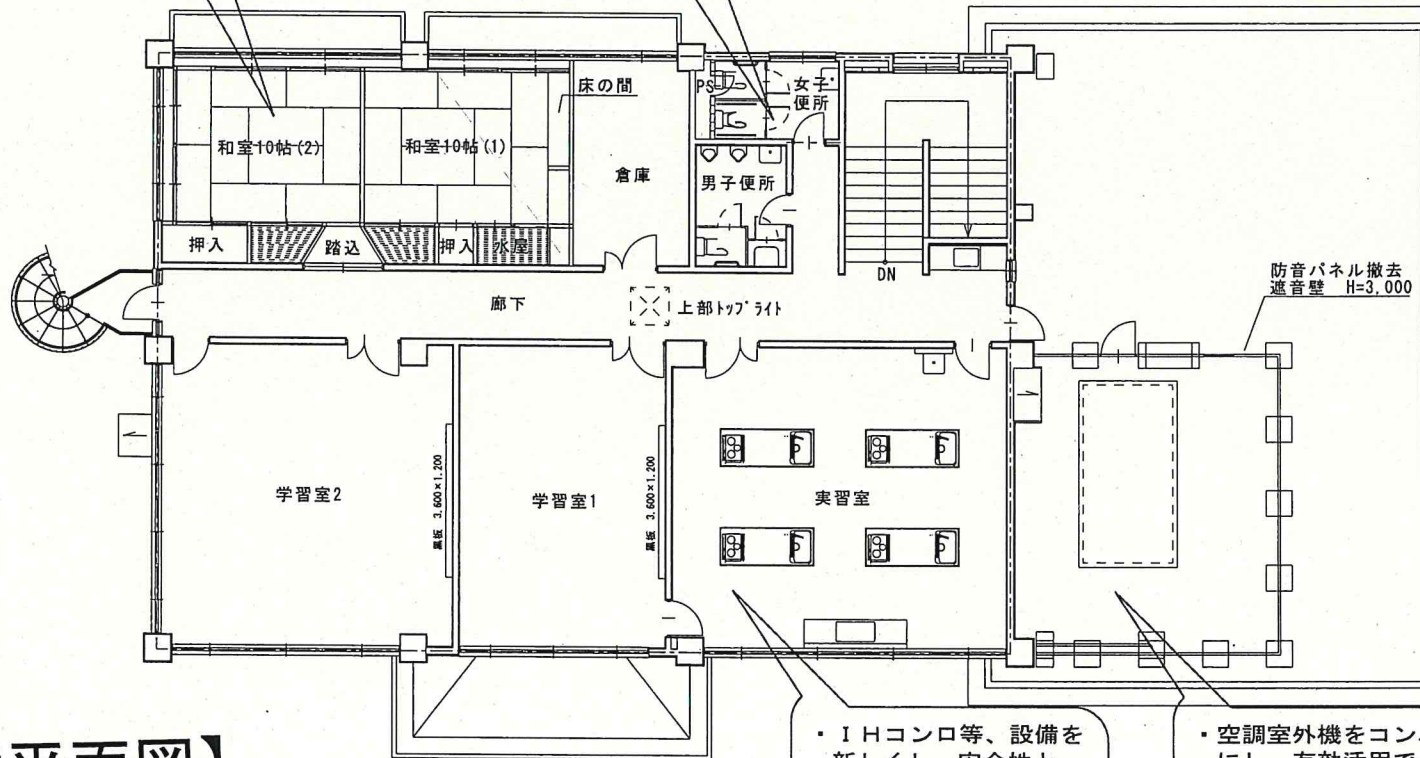 床の間
PS
女子
便所
和室10帖(2)
和室10帖(1)
倉庫
男子便所
押入
踏込
押入
水屋
DN
防音パネル撤去
遮音壁 H=3,000
廊下
上部トップライト
学習室2
黒板 3,600×1,200
学習室1
黒板 3,600×1,200
実習室
・IHコンロ等、設備を
・空調室外機をコン
平面図】